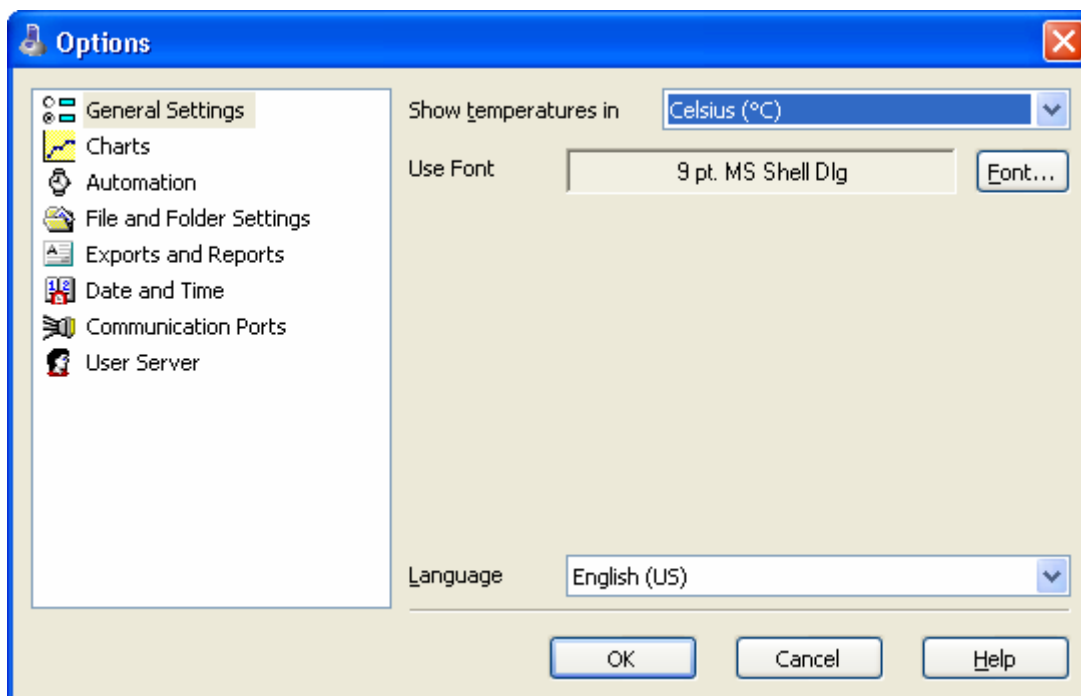 Options
General Settings
Charts
Automation
File and Folder Settings
Exports and Reports
Date and Time
Communication Ports
User Server
Show temperatures in Celsius (°C)
Use Font 9 pt. MS Shell Dlg Font...
Language English (US)
OK Cancel Help